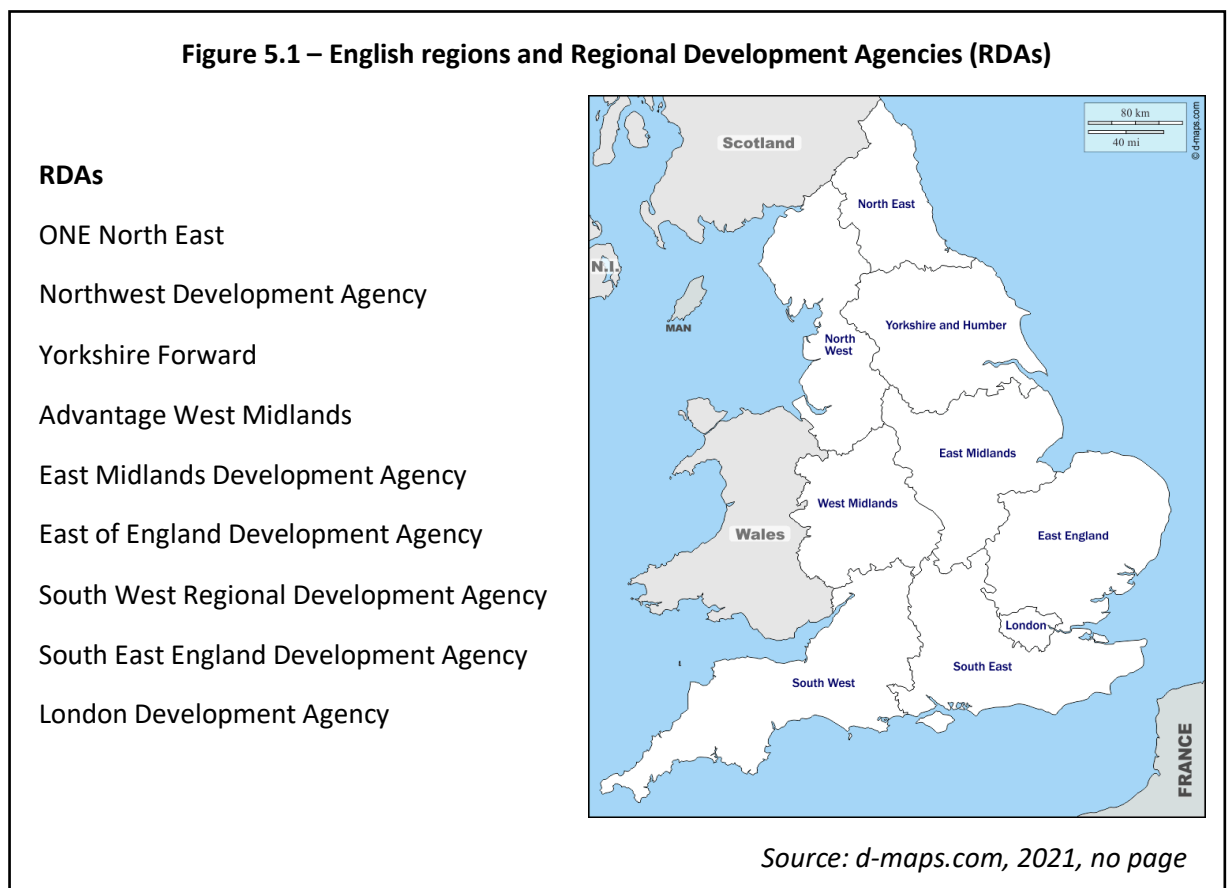 Figure 5.1 – English regions and Regional Development Agencies (RDAs)
RDAs
ONE North East
Northwest Development Agency
Yorkshire Forward
Advantage West Midlands
East Midlands Development Agency
East of England Development Agency
South West Regional Development Agency
South East England Development Agency
London Development Agency
80 km
40 mi
© d-maps.com
Scotland
North East
N.I.
MAN
Yorkshire and Humber
North
West
East Midlands
West Midlands
Wales
East England
London
South East
South West
FRANCE
Source: d-maps.com, 2021, no page